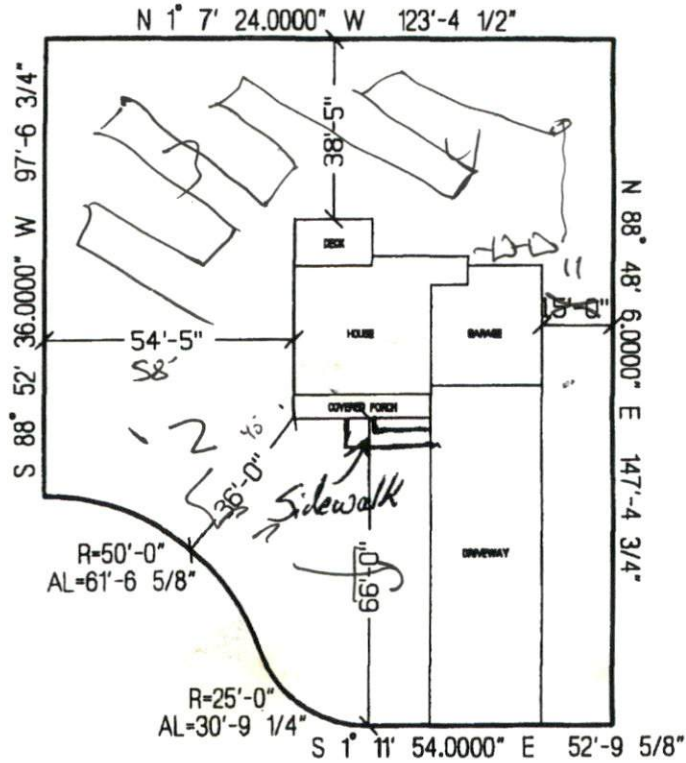 N 1° 7' 24.0000" W 123'-4 1/2"
S 88° 52' 36.0000" W 97'-6 3/4"
38'-5"
N 88° 48' 6.0000" E 147'-4 3/4"
DECK
11
15'-0"
HOUSE
GARAGE
54'-5"
58'
COVERED PORCH
36'-0"
Sidewalk
66'-0"
DRIVEWAY
R=50'-0"
AL=61'-6 5/8"
R=25'-0"
AL=30'-9 1/4"
S 1° 11' 54.0000" E 52'-9 5/8"